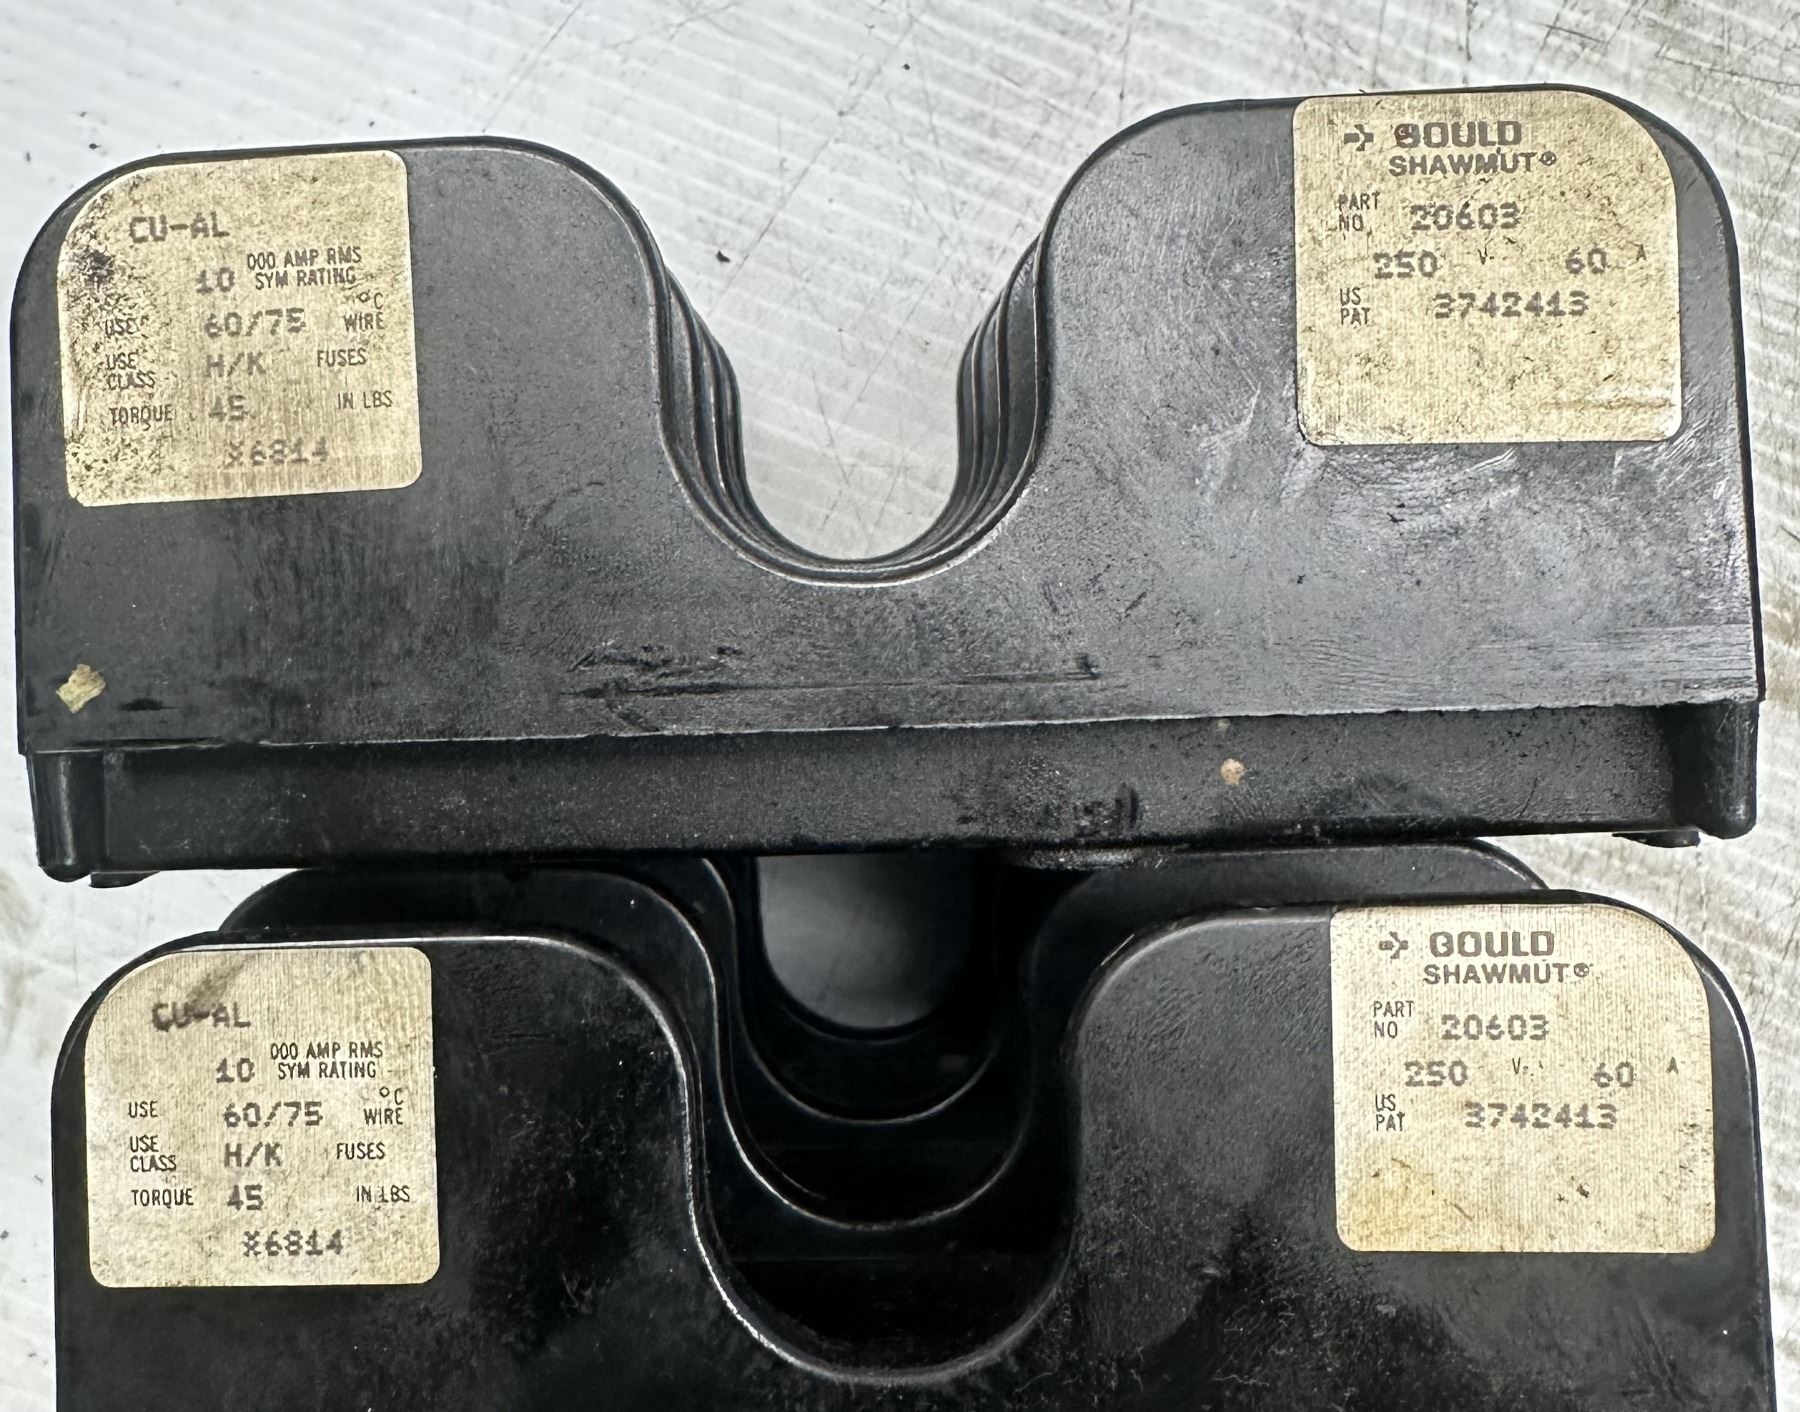 CU-AL
10 000 AMP RMS SYM RATING
USE 60/75 °C WIRE
USE CLASS H/K FUSES
TORQUE 45 IN LBS
X6814
GOULD
SHAWMUT®
PART NO 20603
250 V. 60 A
US PAT 3742413
CU-AL
10 000 AMP RMS SYM RATING
USE 60/75 °C WIRE
USE CLASS H/K FUSES
TORQUE 45 IN LBS
X6814
GOULD
SHAWMUT®
PART NO 20603
250 V. 60 A
US PAT 3742413